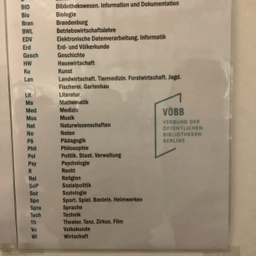 BID Bibliothekswesen. Information und Dokumentation
Bio Biologie
Bran Brandenburg
BWL Betriebswirtschaftslehre
EDV Elektronische Datenverarbeitung. Informatik
Erd Erd- und Völkerkunde
Gesch Geschichte
HW Hauswirtschaft
Ku Kunst
Lan Landwirtschaft. Tiermedizin. Forstwirtschaft. Jagd.
Fischerei. Gartenbau
Lit Literatur
Ma Mathematik
Med Medizin
Mus Musik
Nat Naturwissenschaften
No Noten
Pä Pädagogik
Phil Philosophie
Pol Politik. Staat. Verwaltung
Psy Psychologie
R Recht
Rel Religion
SoP Sozialpolitik
Soz Soziologie
Spo Sport. Spiel. Basteln. Heimwerken
Spra Sprache
Tech Technik
Th Theater. Tanz. Zirkus. Film
Vo Volkskunde
Wi Wirtschaft
VÖBB
VERBUND DER
ÖFFENTLICHEN
BIBLIOTHEKEN
BERLINS